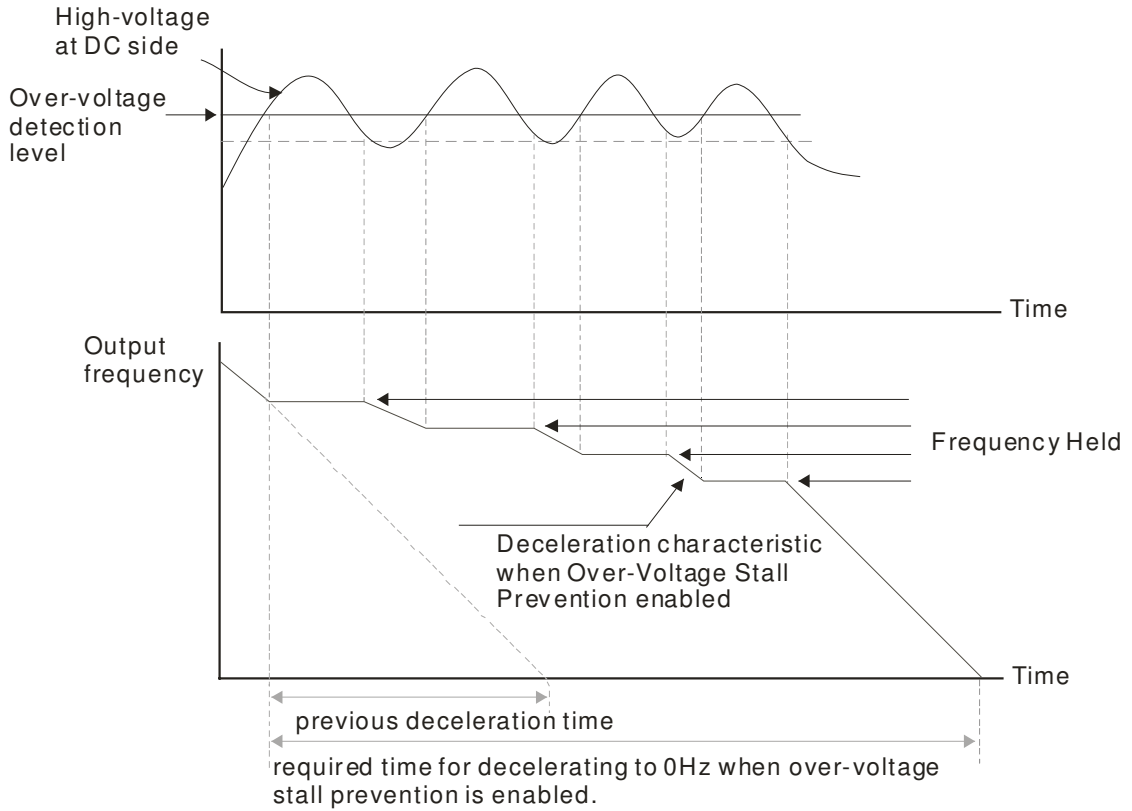 High-voltage
at DC side
Over-voltage
detection
level
Time
Output
frequency
Frequency Held
Deceleration characteristic
when Over-Voltage Stall
Prevention enabled
Time
previous deceleration time
required time for decelerating to 0Hz when over-voltage
stall prevention is enabled.